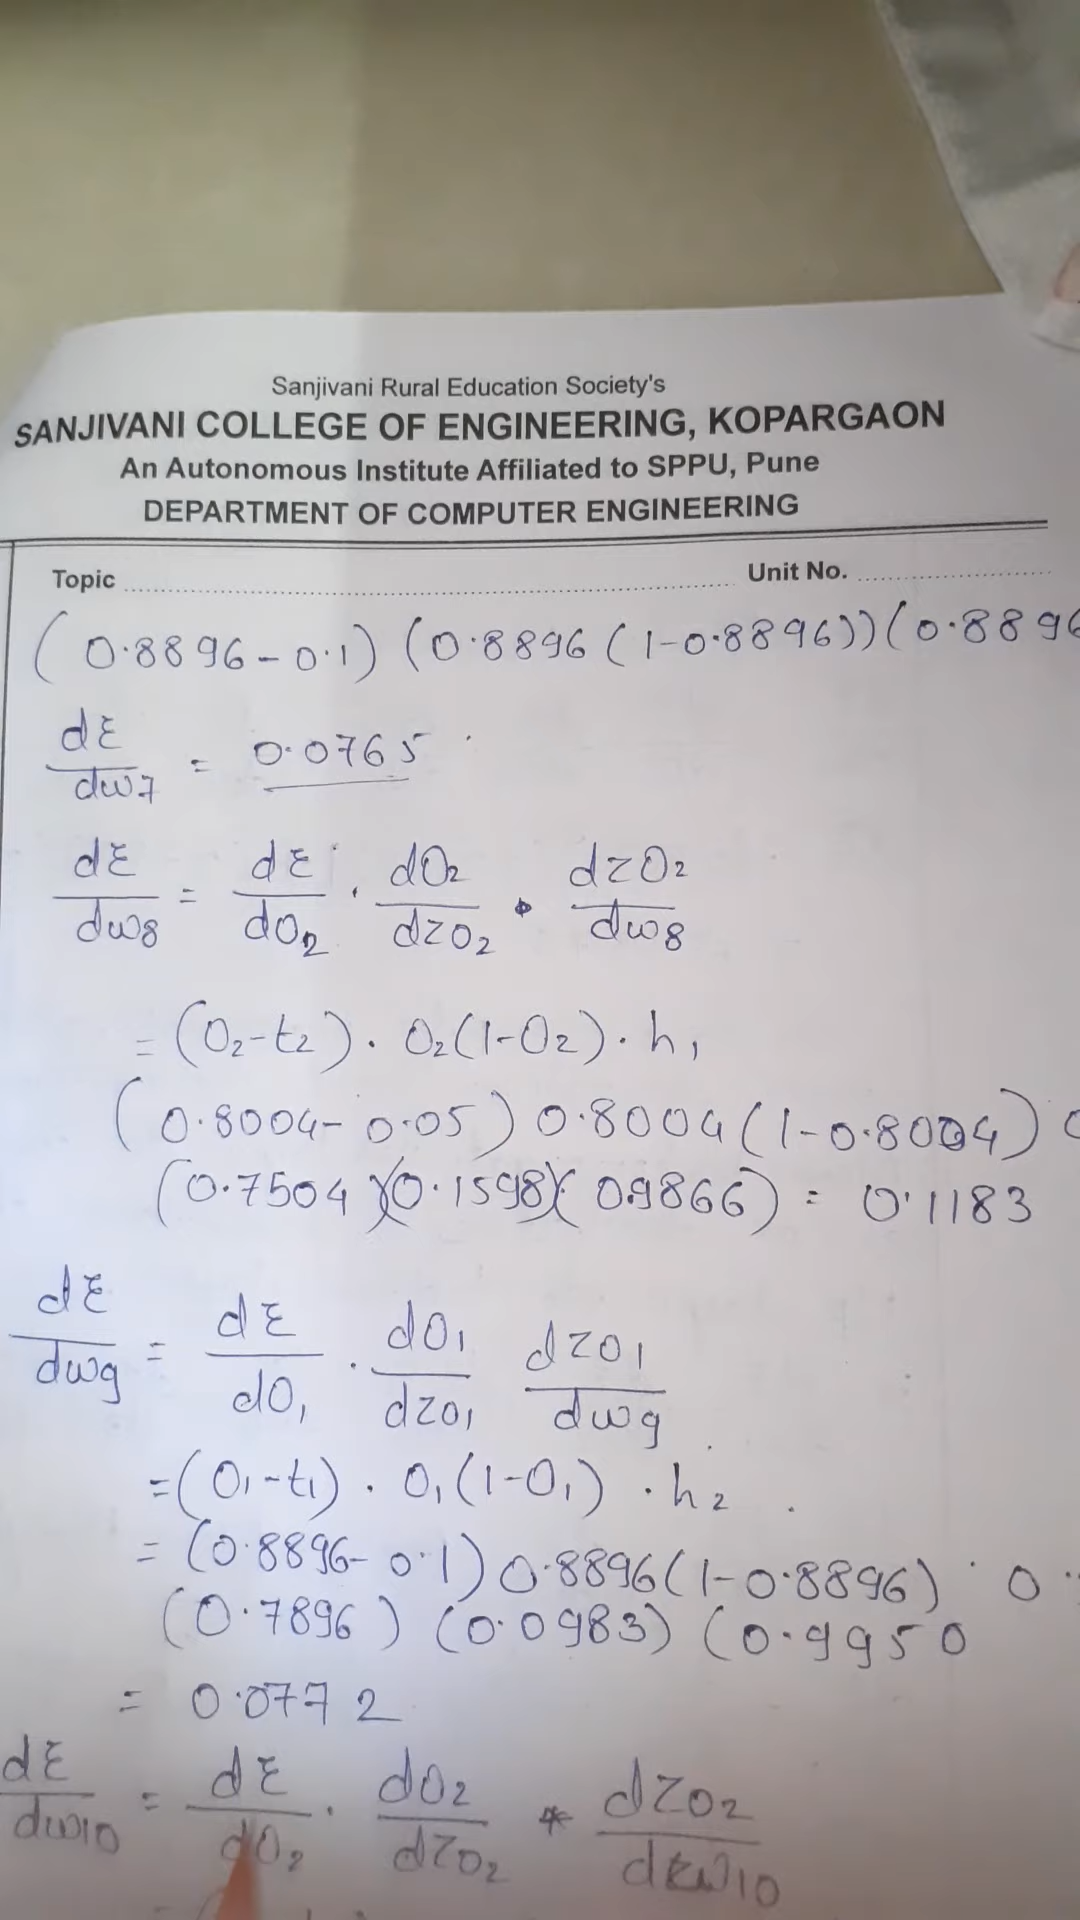 Sanjivani Rural Education Society's
SANJIVANI COLLEGE OF ENGINEERING, KOPARGAON
An Autonomous Institute Affiliated to SPPU, Pune
DEPARTMENT OF COMPUTER ENGINEERING
Topic Unit No.
(0.8896-0.1) (0.8896(1-0.8896))(0.8896
dE/dw7 = 0.0765
dE/dw8 = dE/dO2 . dO2/dzO2 . dzO2/dw8
= (O2-t2) . O2(1-O2) . h1
(0.8004-0.05) 0.8004(1-0.8004)
(0.7504)(0.1598)(0.9866) = 0.1183
dE/dw9 = dE/dO1 . dO1/dzO1 dzO1/dw9
=(O1-t1) . O1(1-O1) . h2
= (0.8896-0.1) 0.8896(1-0.8896) . 0.
(0.7896) (0.0983) (0.9950
= 0.0772
dE/dw10 = dE/dO2 . dO2/dzO2 * dzO2/dw10